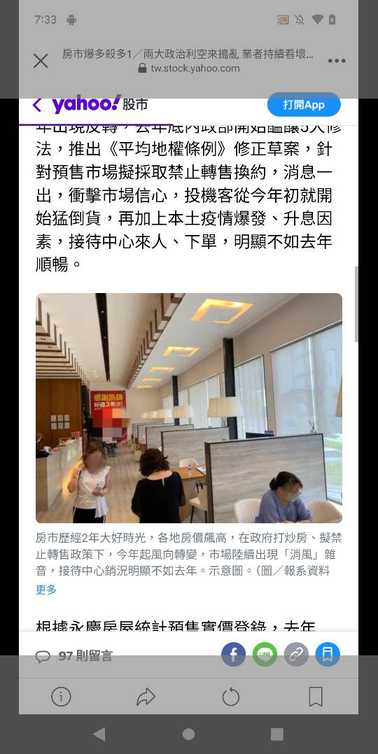 7:33
房市爆多殺多1／兩大政治利空來搗亂 業者持續看壞...
tw.stock.yahoo.com
yahoo!股市
打開App
年出現反轉，去年底內政部開始醞釀5大修
法，推出《平均地權條例》修正草案，針
對預售市場擬採取禁止轉售換約，消息一
出，衝擊市場信心，投機客從今年初就開
始猛倒貨，再加上本土疫情爆發、升息因
素，接待中心來人、下單，明顯不如去年
順暢。
房市歷經2年大好時光，各地房價飆高，在政府打炒房、擬禁
止轉售政策下，今年起風向轉變，市場陸續出現「消風」雜
音，接待中心銷況明顯不如去年。示意圖。（圖／報系資料
更多
根據永慶房屋統計預售實價登錄，去年
97 則留言